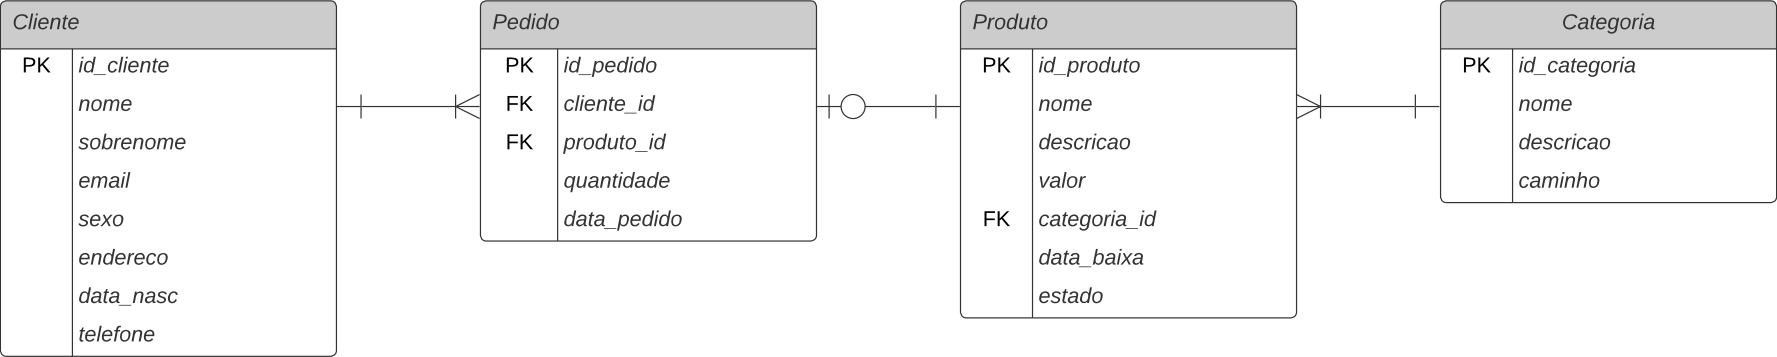 Cliente
PK id_cliente
nome
sobrenome
email
sexo
endereco
data_nasc
telefone
Pedido
PK id_pedido
FK cliente_id
FK produto_id
quantidade
data_pedido
Produto
PK id_produto
nome
descricao
valor
FK categoria_id
data_baixa
estado
Categoria
PK id_categoria
nome
descricao
caminho